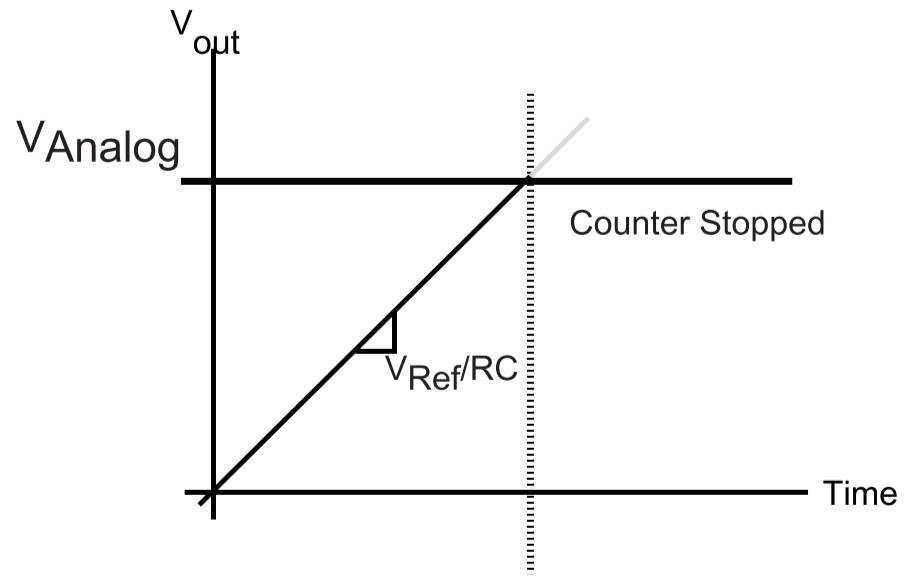 Vout
VAnalog
Counter Stopped
VRef/RC
Time